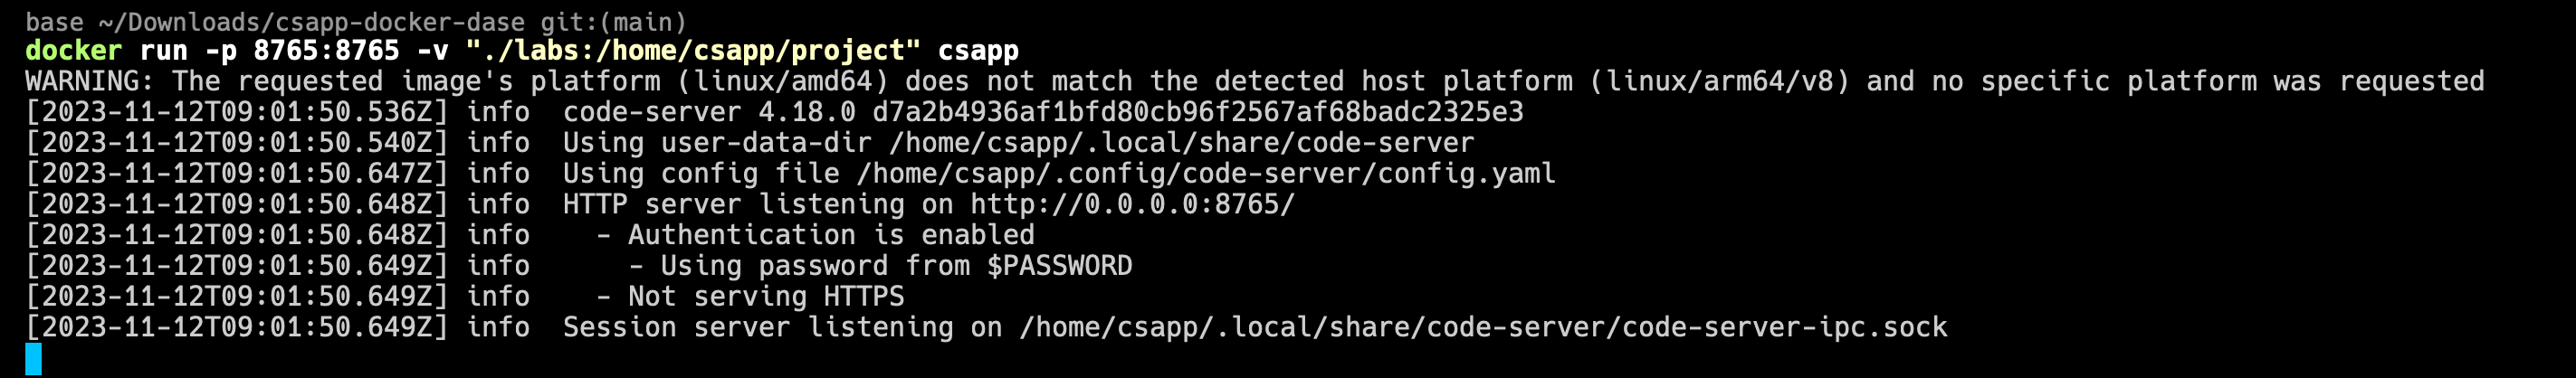 base ~/Downloads/csapp-docker-dase git:(main)
docker run -p 8765:8765 -v "./labs:/home/csapp/project" csapp
WARNING: The requested image's platform (linux/amd64) does not match the detected host platform (linux/arm64/v8) and no specific platform was requested
[2023-11-12T09:01:50.536Z] info  code-server 4.18.0 d7a2b4936af1bfd80cb96f2567af68badc2325e3
[2023-11-12T09:01:50.540Z] info  Using user-data-dir /home/csapp/.local/share/code-server
[2023-11-12T09:01:50.647Z] info  Using config file /home/csapp/.config/code-server/config.yaml
[2023-11-12T09:01:50.648Z] info  HTTP server listening on http://0.0.0.0:8765/
[2023-11-12T09:01:50.648Z] info    - Authentication is enabled
[2023-11-12T09:01:50.649Z] info      - Using password from $PASSWORD
[2023-11-12T09:01:50.649Z] info    - Not serving HTTPS
[2023-11-12T09:01:50.649Z] info  Session server listening on /home/csapp/.local/share/code-server/code-server-ipc.sock